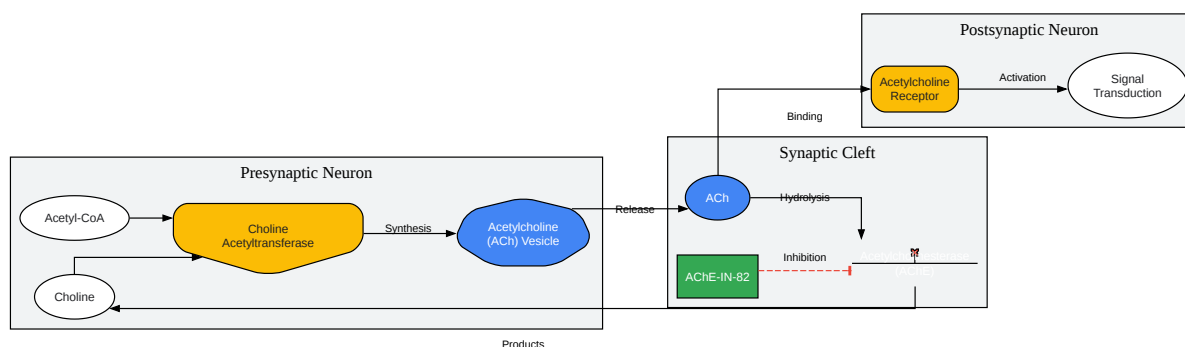 Postsynaptic Neuron
Acetylcholine
Receptor
Activation
Signal
Transduction
Binding
Synaptic Cleft
Presynaptic Neuron
Acetyl-CoA
Choline
Acetyltransferase
Synthesis
Acetylcholine
(ACh) Vesicle
Release
ACh
Hydrolysis
Inhibition
AChE-IN-82
(AChE)
Choline
Products